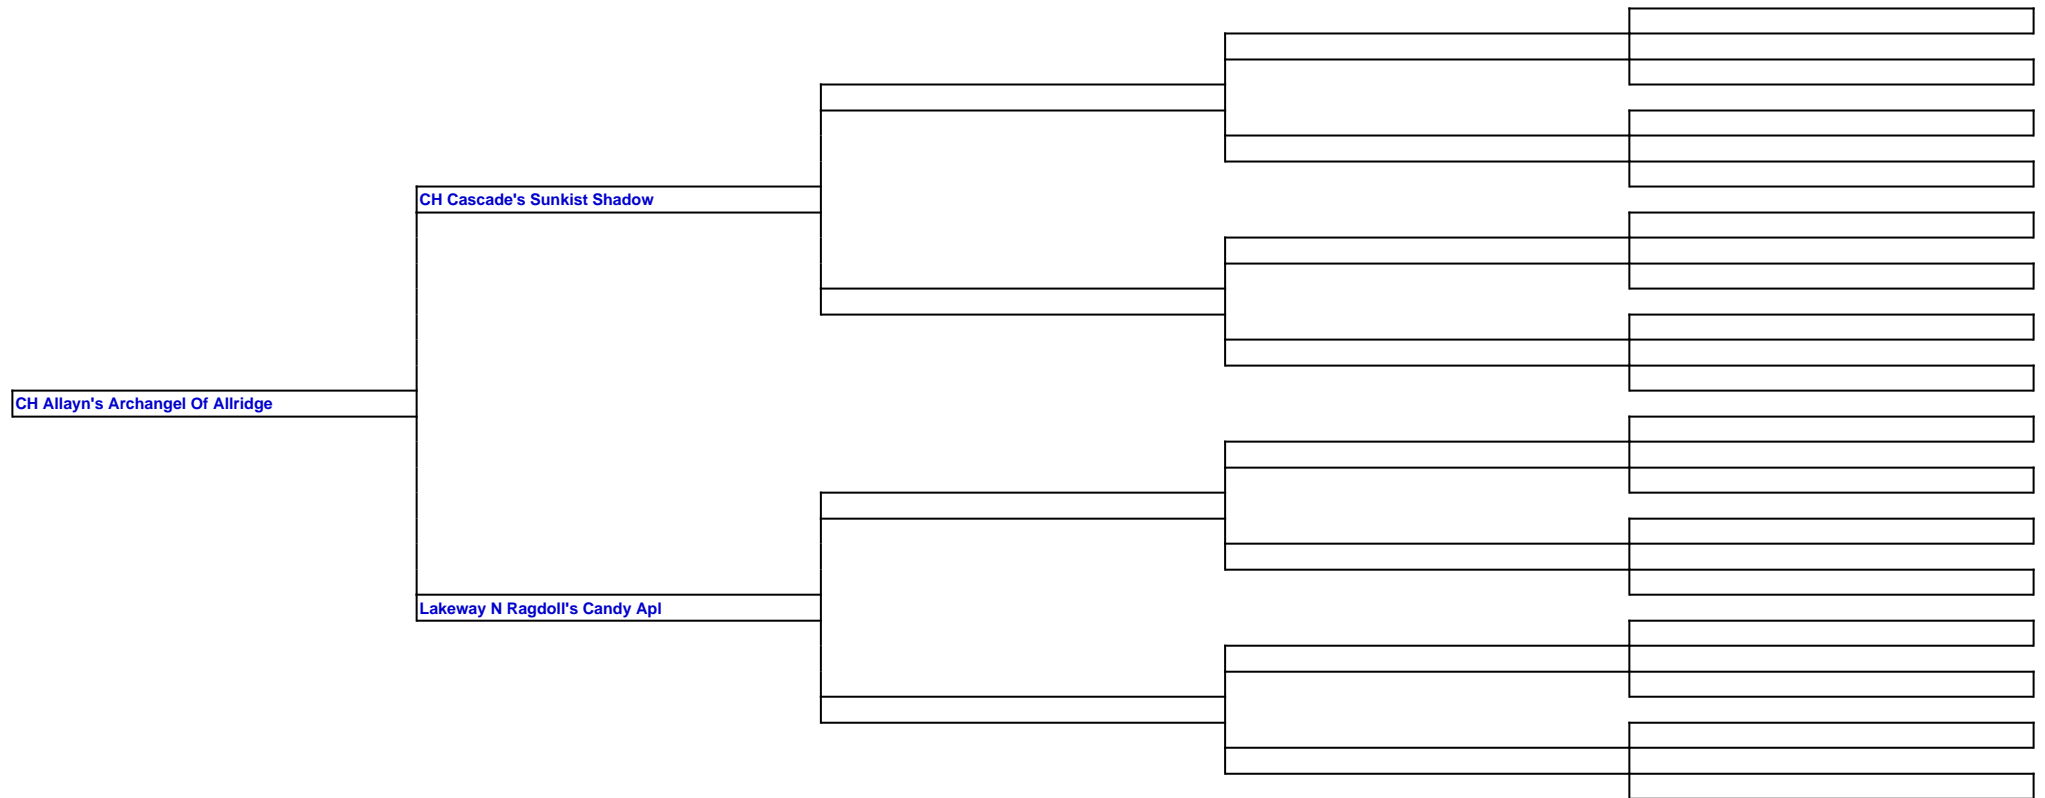 CH Cascade's Sunkist Shadow
CH Allayn's Archangel Of Allridge
Lakeway N Ragdoll's Candy Apl